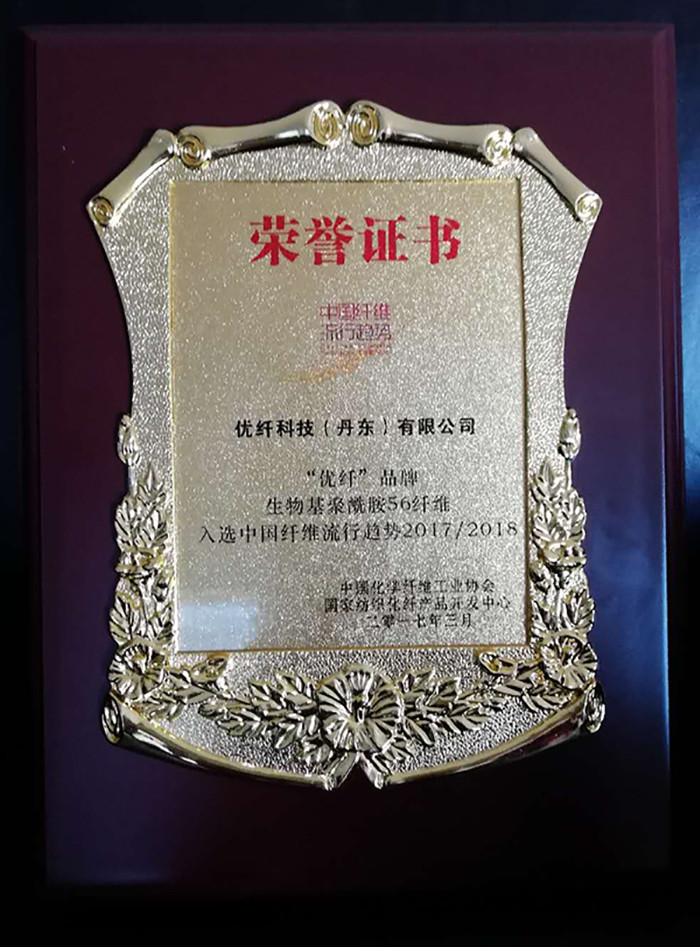 荣誉证书
中国纤维
流行趋势
优纤科技（丹东）有限公司
“优纤”品牌
生物基聚酰胺56纤维
入选中国纤维流行趋势2017/2018
中国化学纤维工业协会
国家纺织化纤产品开发中心
二零一七年三月